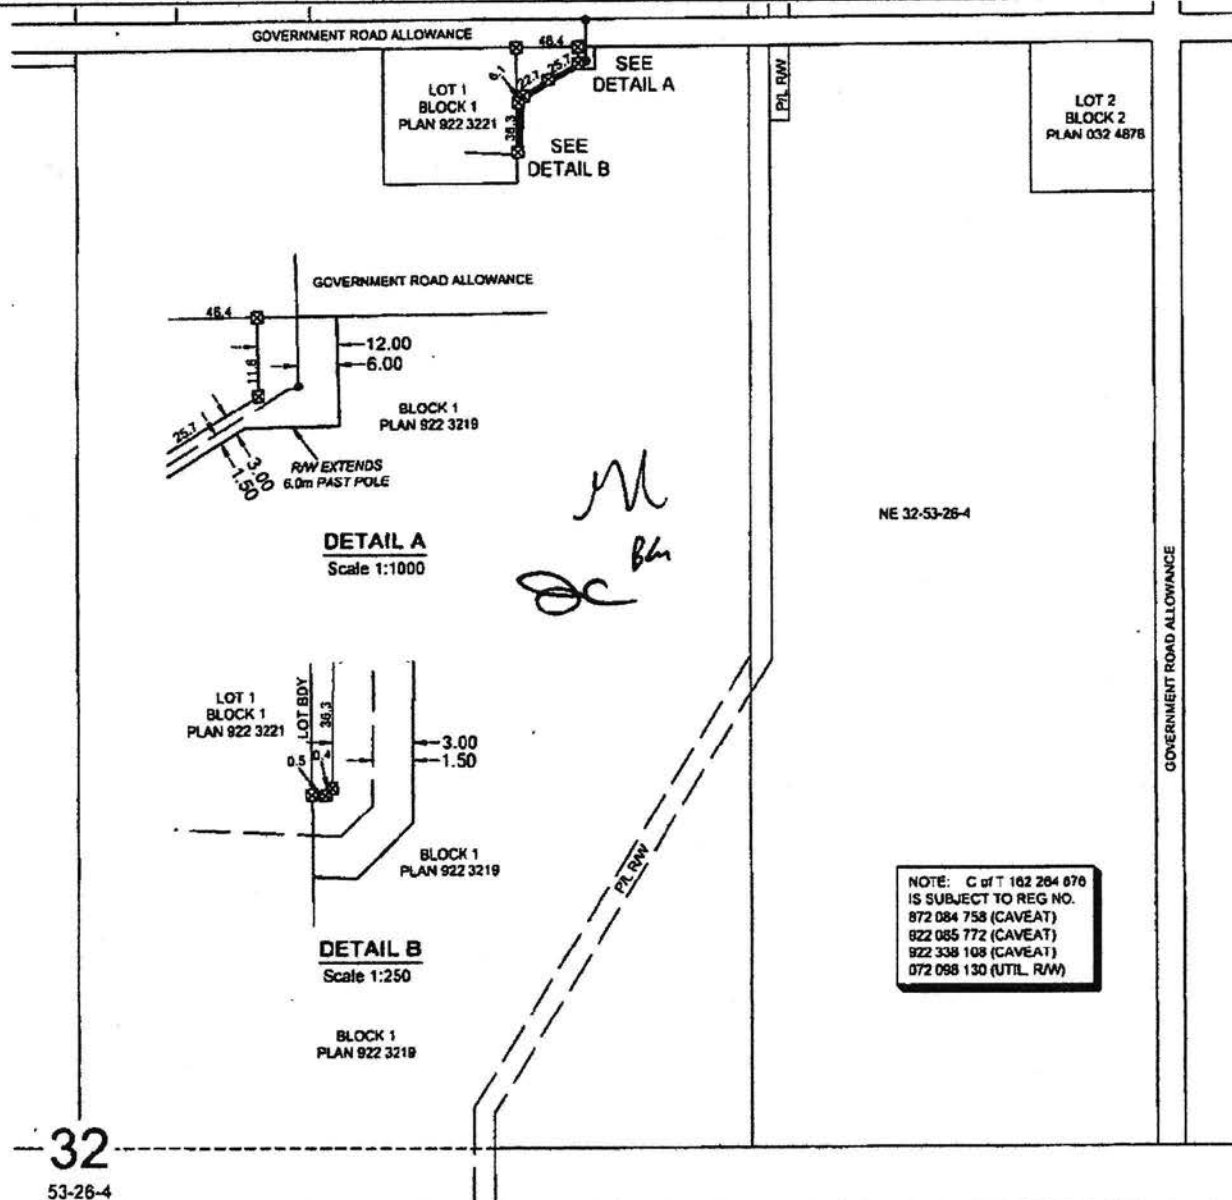 GOVERNMENT ROAD ALLOWANCE
46.4
6.1
22.7
25.7
SEE
DETAIL A
LOT 1
BLOCK 1
PLAN 922 3221
36.3
SEE
DETAIL B
P/L R/W
LOT 2
BLOCK 2
PLAN 032 4878
GOVERNMENT ROAD ALLOWANCE
46.4
12.00
6.00
11.6
25.7
BLOCK 1
PLAN 922 3219
3.00
1.50
R/W EXTENDS
6.0m PAST POLE
DETAIL A
Scale 1:1000
NE 32-53-26-4
GOVERNMENT ROAD ALLOWANCE
LOT 1
BLOCK 1
PLAN 922 3221
LOT BDY
36.3
0.5
0.4
3.00
1.50
BLOCK 1
PLAN 922 3219
P/L R/W
DETAIL B
Scale 1:250
NOTE: C of T 162 264 676
IS SUBJECT TO REG NO.
872 084 758 (CAVEAT)
922 085 772 (CAVEAT)
922 338 108 (CAVEAT)
072 098 130 (UTIL. R/W)
BLOCK 1
PLAN 922 3219
32
53-26-4